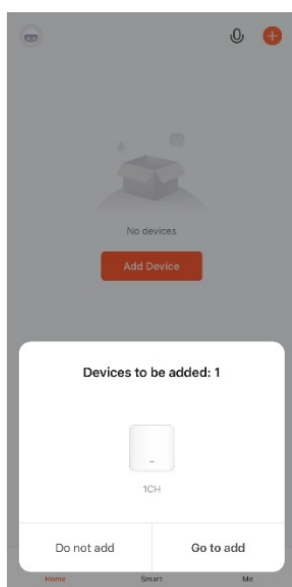 No devices
Add Device
Devices to be added: 1
1CH
Do not add
Go to add
Home
Smart
Me